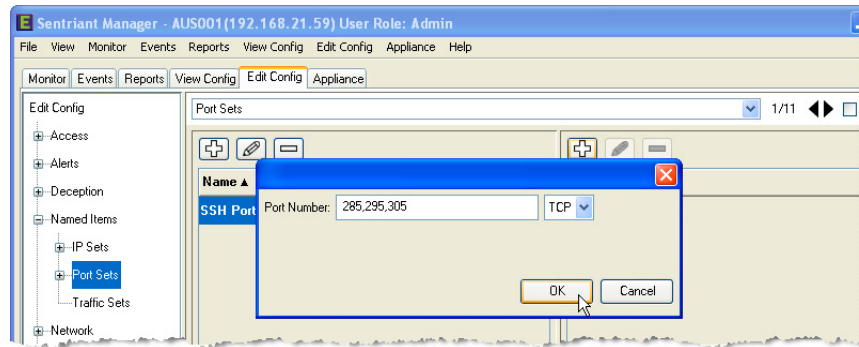 E Sentriant Manager - AUS001(192.168.21.59) User Role: Admin
File View Monitor Events Reports View Config Edit Config Appliance Help
Monitor Events Reports View Config Edit Config Appliance
Edit Config
Port Sets
1/11
Access
Alerts
Deception
Named Items
IP Sets
Port Sets
Traffic Sets
Network
Name
SSH Port
Port Number: 285,295,305 TCP
OK Cancel